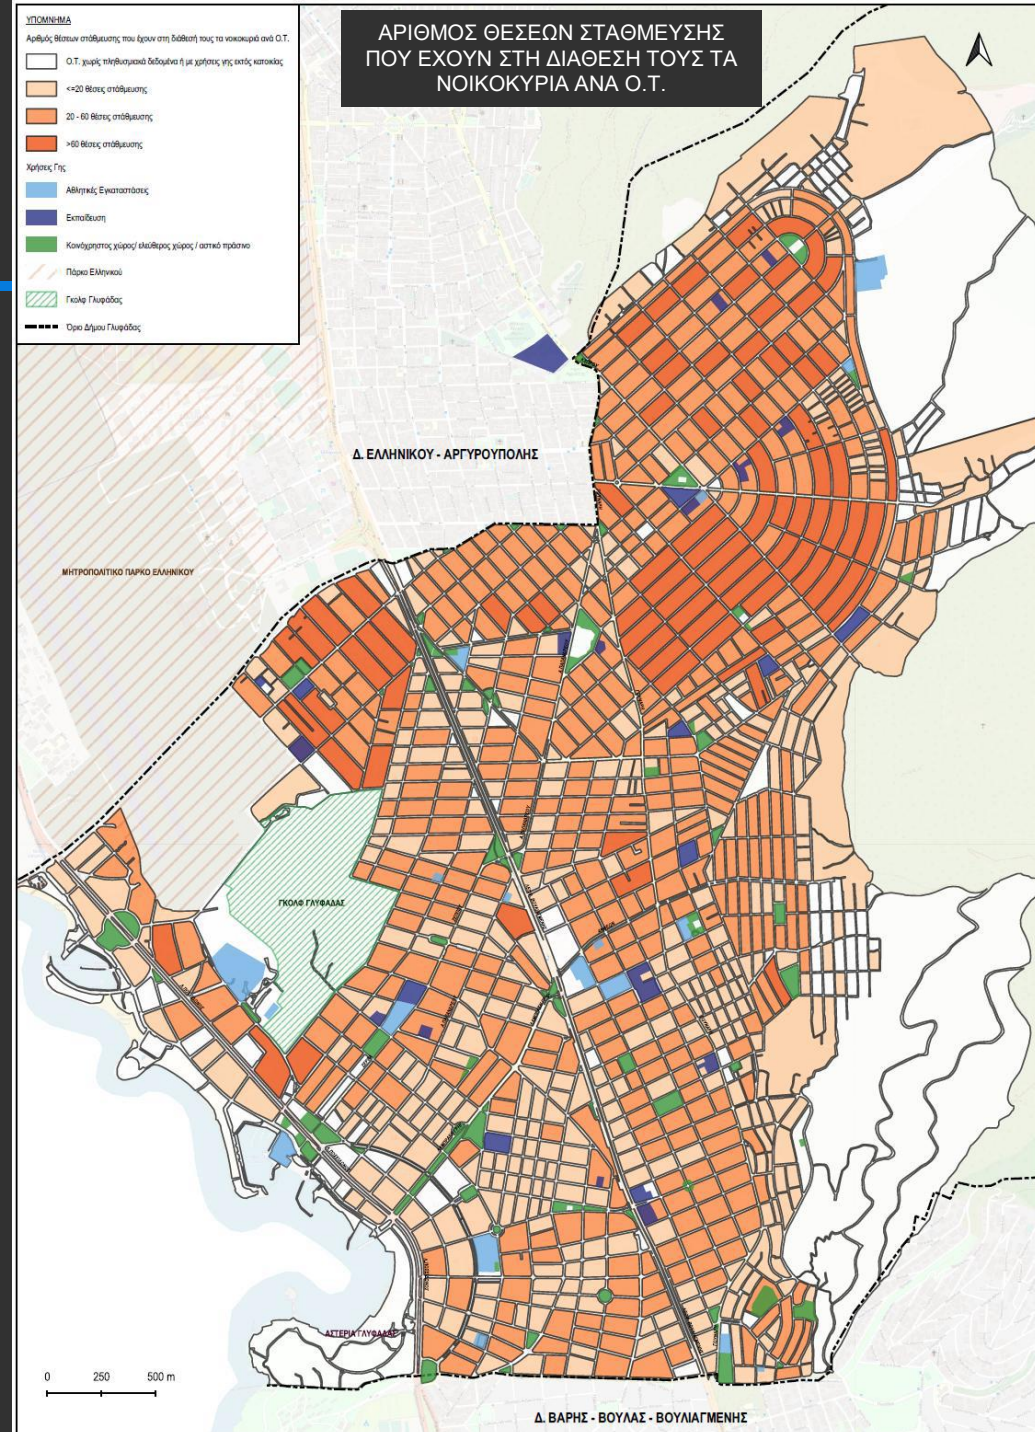 ΑΡΙΘΜΟΣ ΘΕΣΕΩΝ ΣΤΑΘΜΕΥΣΗΣ
ΠΟΥ ΕΧΟΥΝ ΣΤΗ ΔΙΑΘΕΣΗ ΤΟΥΣ ΤΑ
ΝΟΙΚΟΚΥΡΙΑ ΑΝΑ Ο.Τ.
ΥΠΟΜΝΗΜΑ
Αριθμός θέσεων στάθμευσης που έχουν στη διάθεσή τους τα νοικοκυριά ανά Ο.Τ.
Ο.Τ. χωρίς πληθυσμιακά δεδομένα ή με χρήσεις γης εκτός κατοικίας
<=20 θέσεις στάθμευσης
20 - 60 θέσεις στάθμευσης
>60 θέσεις στάθμευσης
Χρήσεις Γης
Αθλητικές Εγκαταστάσεις
Εκπαίδευση
Κοινόχρηστος χώρος/ ελεύθερος χώρος / αστικό πράσινο
Πάρκο Ελληνικού
Γκολφ Γλυφάδας
Όριο Δήμου Γλυφάδας
Δ. ΕΛΛΗΝΙΚΟΥ - ΑΡΓΥΡΟΥΠΟΛΗΣ
ΜΗΤΡΟΠΟΛΙΤΙΚΟ ΠΑΡΚΟ ΕΛΛΗΝΙΚΟΥ
ΓΚΟΛΦ ΓΛΥΦΑΔΑΣ
ΑΣΤΕΡΙΑ ΓΛΥΦΑΔΑΣ
0 250 500 m
Δ. ΒΑΡΗΣ - ΒΟΥΛΑΣ - ΒΟΥΛΙΑΓΜΕΝΗΣ